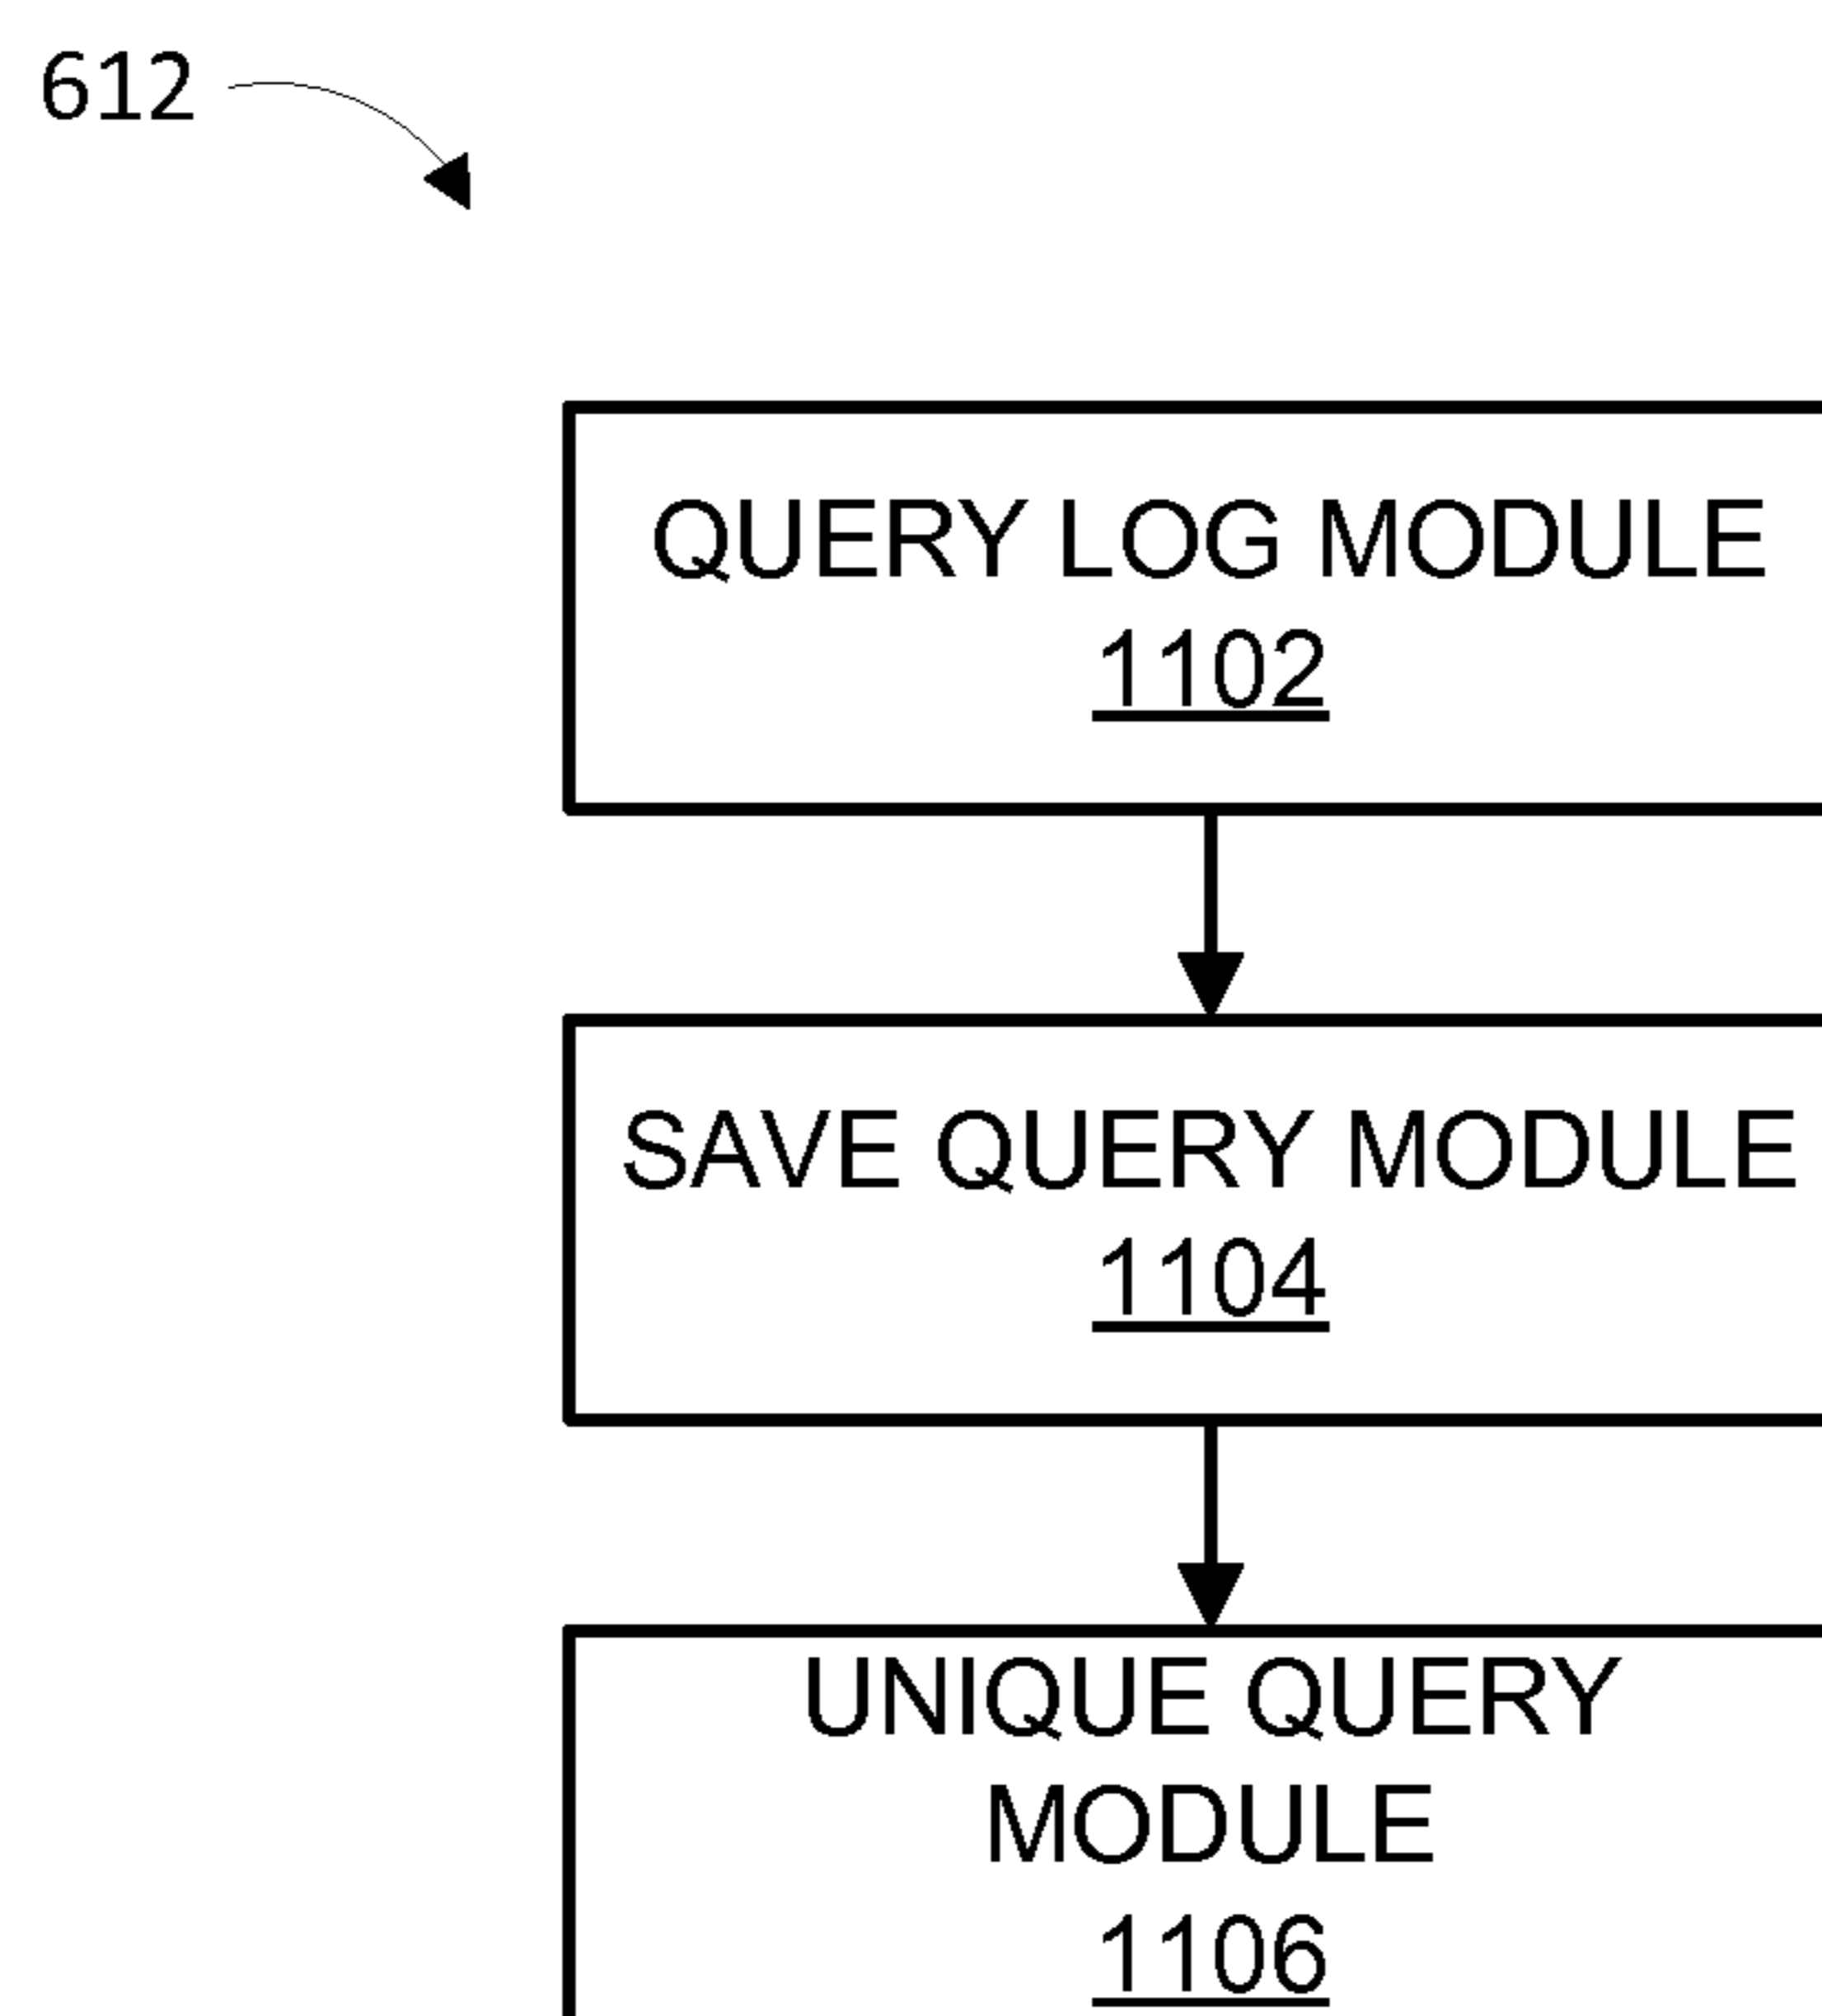 612
QUERY LOG MODULE
1102
SAVE QUERY MODULE
1104
UNIQUE QUERY
MODULE
1106